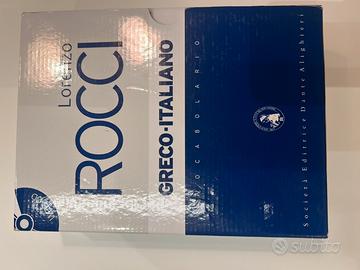 Lorenzo
ROCCI
GRECO-ITALIANO
VOCABOLARIO
Società Editrice Dante Alighieri
subito